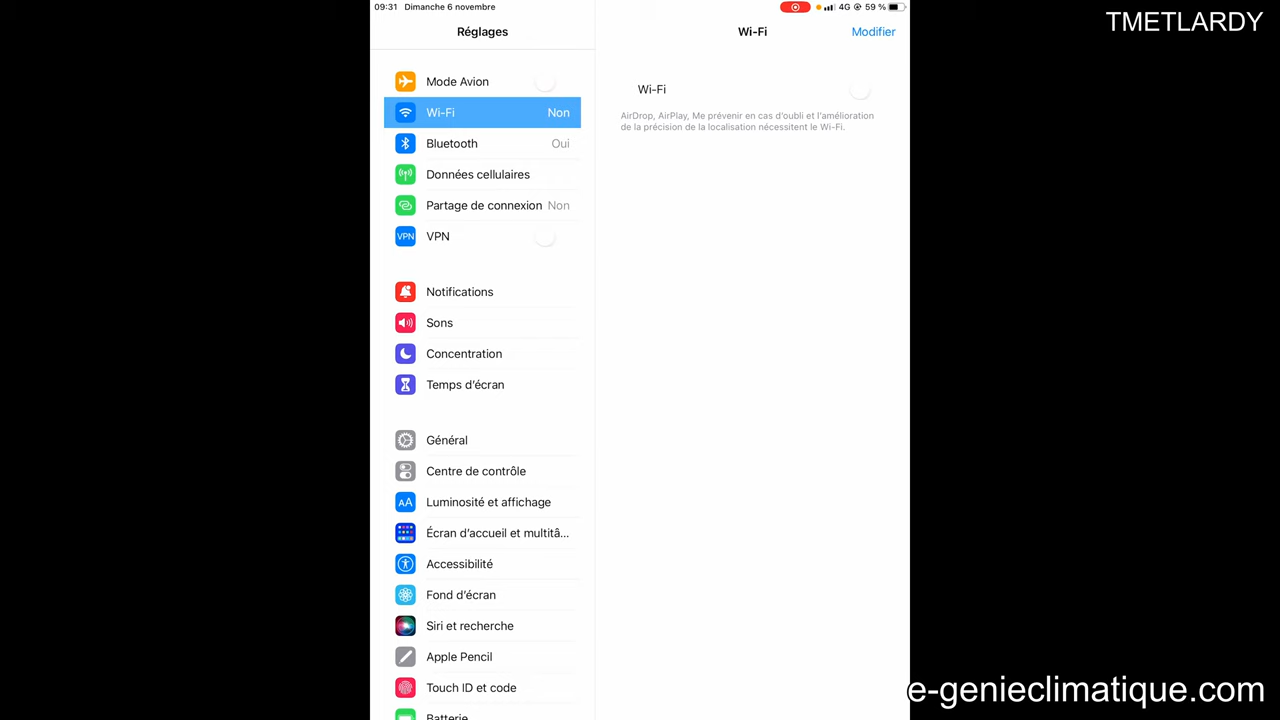 09:31 Dimanche 6 novembre
4G 59 %
TMETLARDY
Réglages
Wi-Fi
Modifier
Mode Avion
Wi-Fi Non
Bluetooth Oui
Données cellulaires
Partage de connexion Non
VPN VPN
Notifications
Sons
Concentration
Temps d’écran
Général
Centre de contrôle
AA Luminosité et affichage
Écran d’accueil et multitâ...
Accessibilité
Fond d’écran
Siri et recherche
Apple Pencil
Touch ID et code
Batterie
Wi-Fi
AirDrop, AirPlay, Me prévenir en cas d’oubli et l’amélioration
de la précision de la localisation nécessitent le Wi-Fi.
e-genieclimatique.com